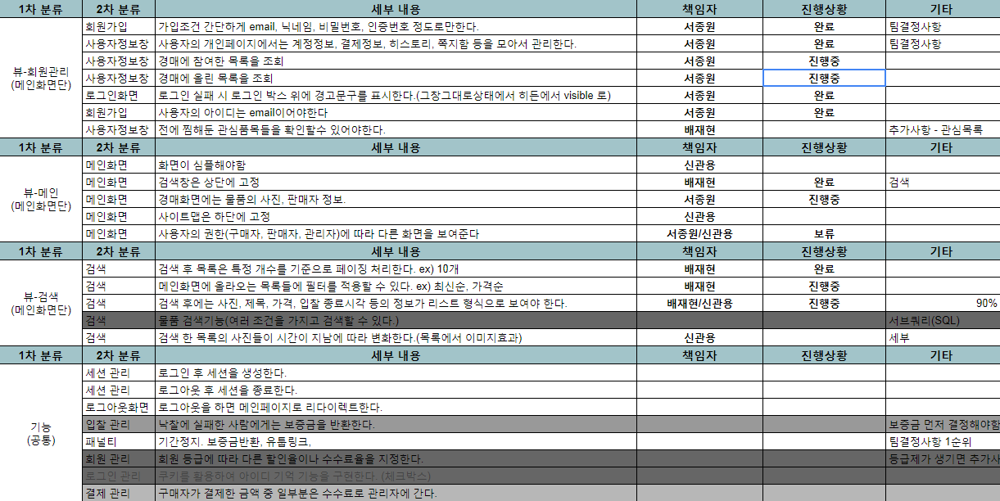 1차 분류 2차 분류 세부 내용 책임자 진행상황 기타
뷰-회원관리
(메인화면단)
회원가입 가입조건 간단하게 email, 닉네임, 비밀번호, 인증번호 정도로만한다. 서종원 완료 팀결정사항
사용자정보창 사용자의 개인페이지에서는 계정정보, 결제정보, 히스토리, 쪽지함 등을 모아서 관리한다. 서종원 완료 팀결정사항
사용자정보창 경매에 참여한 목록을 조회 서종원 진행중
사용자정보창 경매에 올린 목록을 조회 서종원 진행중
로그인화면 로그인 실패 시 로그인 박스 위에 경고문구를 표시한다.(그창그대로상태에서 히든에서 visible 로) 서종원 완료
회원가입 사용자의 아이디는 email이어야한다 서종원 완료
사용자정보창 전에 찜해둔 관심품목들을 확인할수 있어야한다. 배재현 추가사항 - 관심목록
1차 분류 2차 분류 세부 내용 책임자 진행상황 기타
뷰-메인
(메인화면단)
메인화면 화면이 심플해야함 신관용
메인화면 검색창은 상단에 고정 배재현 완료 검색
메인화면 경매화면에는 물품의 사진, 판매자 정보. 서종원 진행중
메인화면 사이트맵은 하단에 고정 신관용
메인화면 사용자의 권한(구매자, 판매자, 관리자)에 따라 다른 화면을 보여준다 서종원/신관용 보류
1차 분류 2차 분류 세부 내용 책임자 진행상황 기타
뷰-검색
(메인화면단)
검색 검색 후 목록은 특정 개수를 기준으로 페이징 처리한다. ex) 10개 배재현 완료
검색 메인화면에 올라오는 목록들에 필터를 적용할 수 있다. ex) 최신순, 가격순 배재현 진행중
검색 검색 후에는 사진, 제목, 가격, 입찰 종료시각 등의 정보가 리스트 형식으로 보여야 한다. 배재현/신관용 진행중 90%
검색 물품 검색기능(여러 조건을 가지고 검색할 수 있다.) 서브쿼리(SQL)
검색 검색 한 목록의 사진들이 시간이 지남에 따라 변화한다.(목록에서 이미지효과) 신관용 세부
1차 분류 2차 분류 세부 내용 책임자 진행상황 기타
기능
(공통)
세션 관리 로그인 후 세션을 생성한다.
세션 관리 로그아웃 후 세션을 종료한다.
로그아웃화면 로그아웃을 하면 메인페이지로 리다이렉트한다.
입찰 관리 낙찰에 실패한 사람에게는 보증금을 반환한다. 보증금 먼저 결정해야함
패널티 기간정지. 보증금반환, 유튭링크, 팀결정사항 1순위
회원 관리 회원 등급에 따라 다른 할인율이나 수수료율을 지정한다. 등급제가 생기면 추가사
로그인 관리 쿠키를 활용하여 아이디 기억 기능을 구현한다. (체크박스)
결제 관리 구매자가 결제한 금액 중 일부분은 수수료로 관리자에 간다.